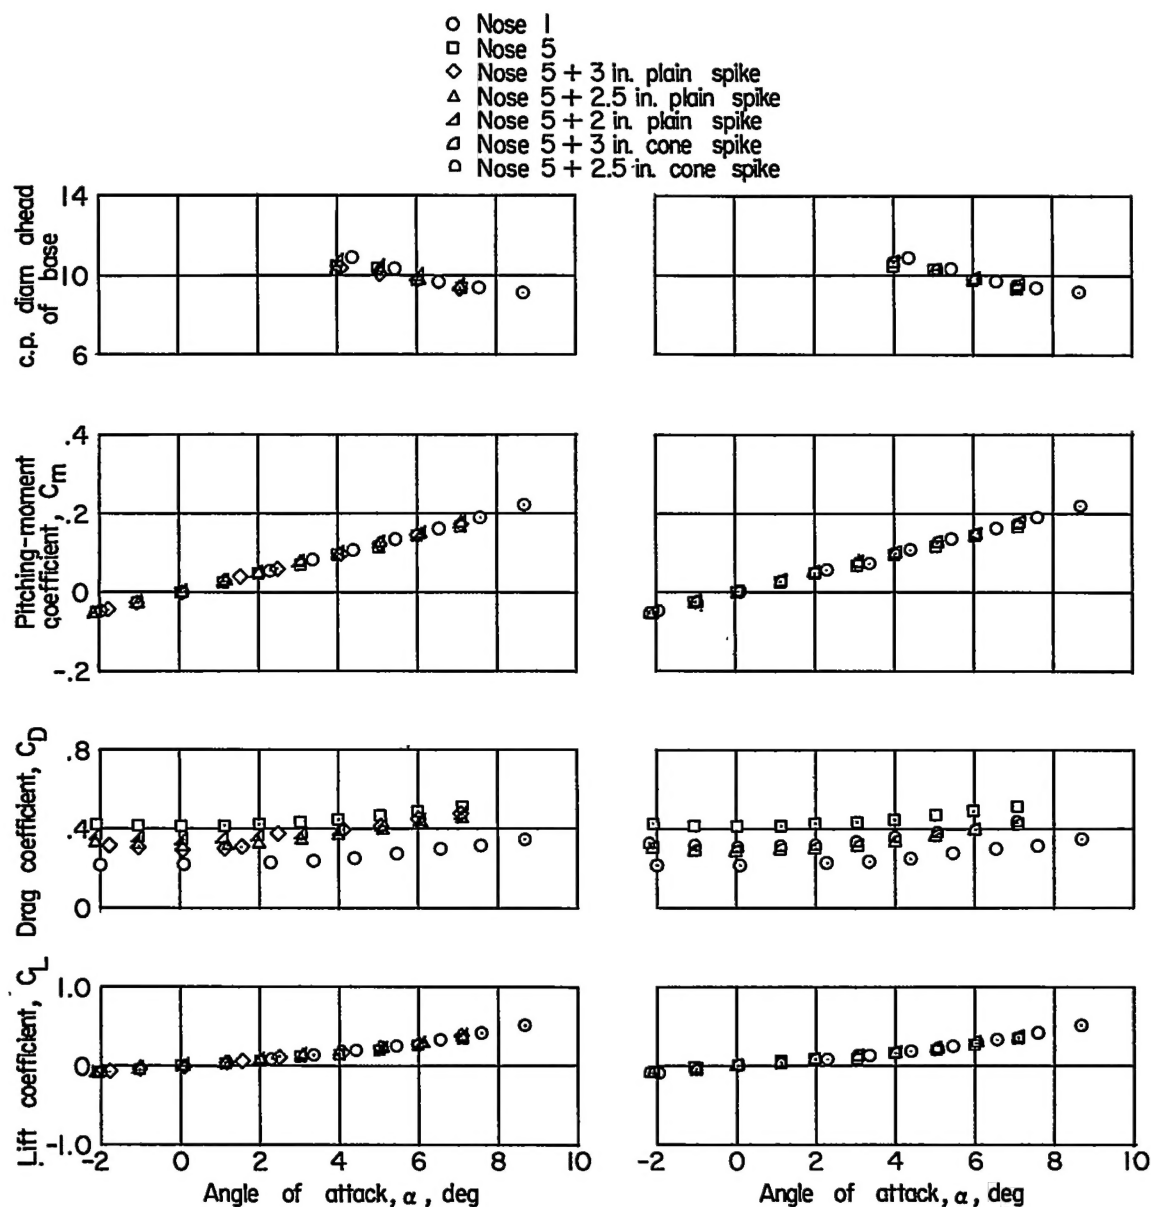 Nose 1
Nose 5
Nose 5 + 3 in. plain spike
Nose 5 + 2.5 in. plain spike
Nose 5 + 2 in. plain spike
Nose 5 + 3 in. cone spike
Nose 5 + 2.5 in. cone spike
c.p. diam ahead
of base
14
10
6
Pitching-moment
coefficient, Cm
.4
.2
0
-.2
Drag coefficient, CD
.8
.4
0
Lift coefficient, CL
1.0
0
-1.0
-2 0 2 4 6 8 10
Angle of attack, α, deg
-2 0 2 4 6 8 10
Angle of attack, α, deg